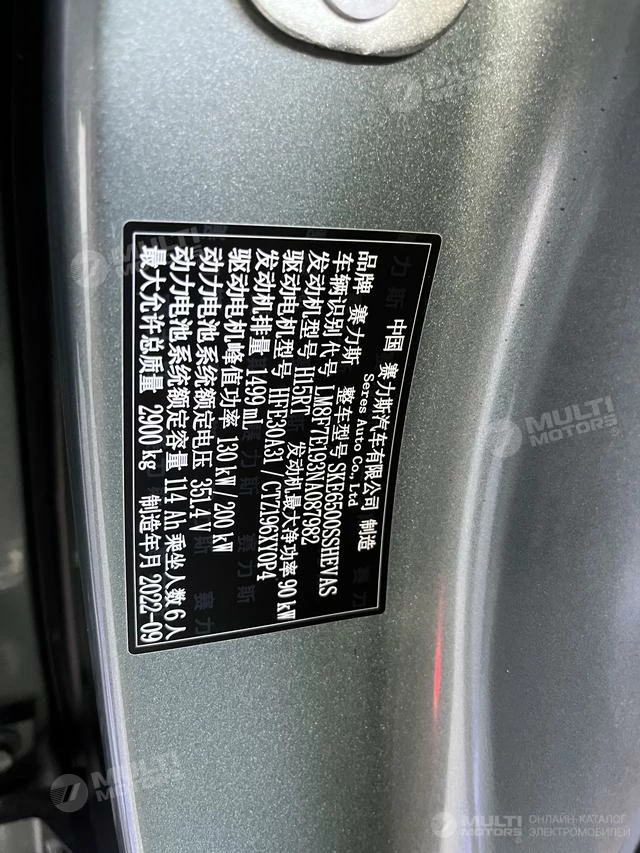 中国 赛力斯汽车有限公司 制造
Seres Auto Co., Ltd
品牌 赛力斯 整车型号 SKE6500SSHEVAS
车辆识别代号 LM8F7E193NA087982
发动机型号 H15RT 发动机最大净功率 90 kW
驱动电机型号 HFE30A31 / CTZ196XY0P4
发动机排量 1499 mL
驱动电机峰值功率 130 kW / 200 kW
动力电池系统额定电压 351.4 V
动力电池系统额定容量 114 Ah 乘坐人数 6 人
最大允许总质量 2900 kg 制造年月 2022-09
MULTI MOTORS
ОНЛАЙН-КАТАЛОГ
ЭЛЕКТРОМОБИЛЕЙ